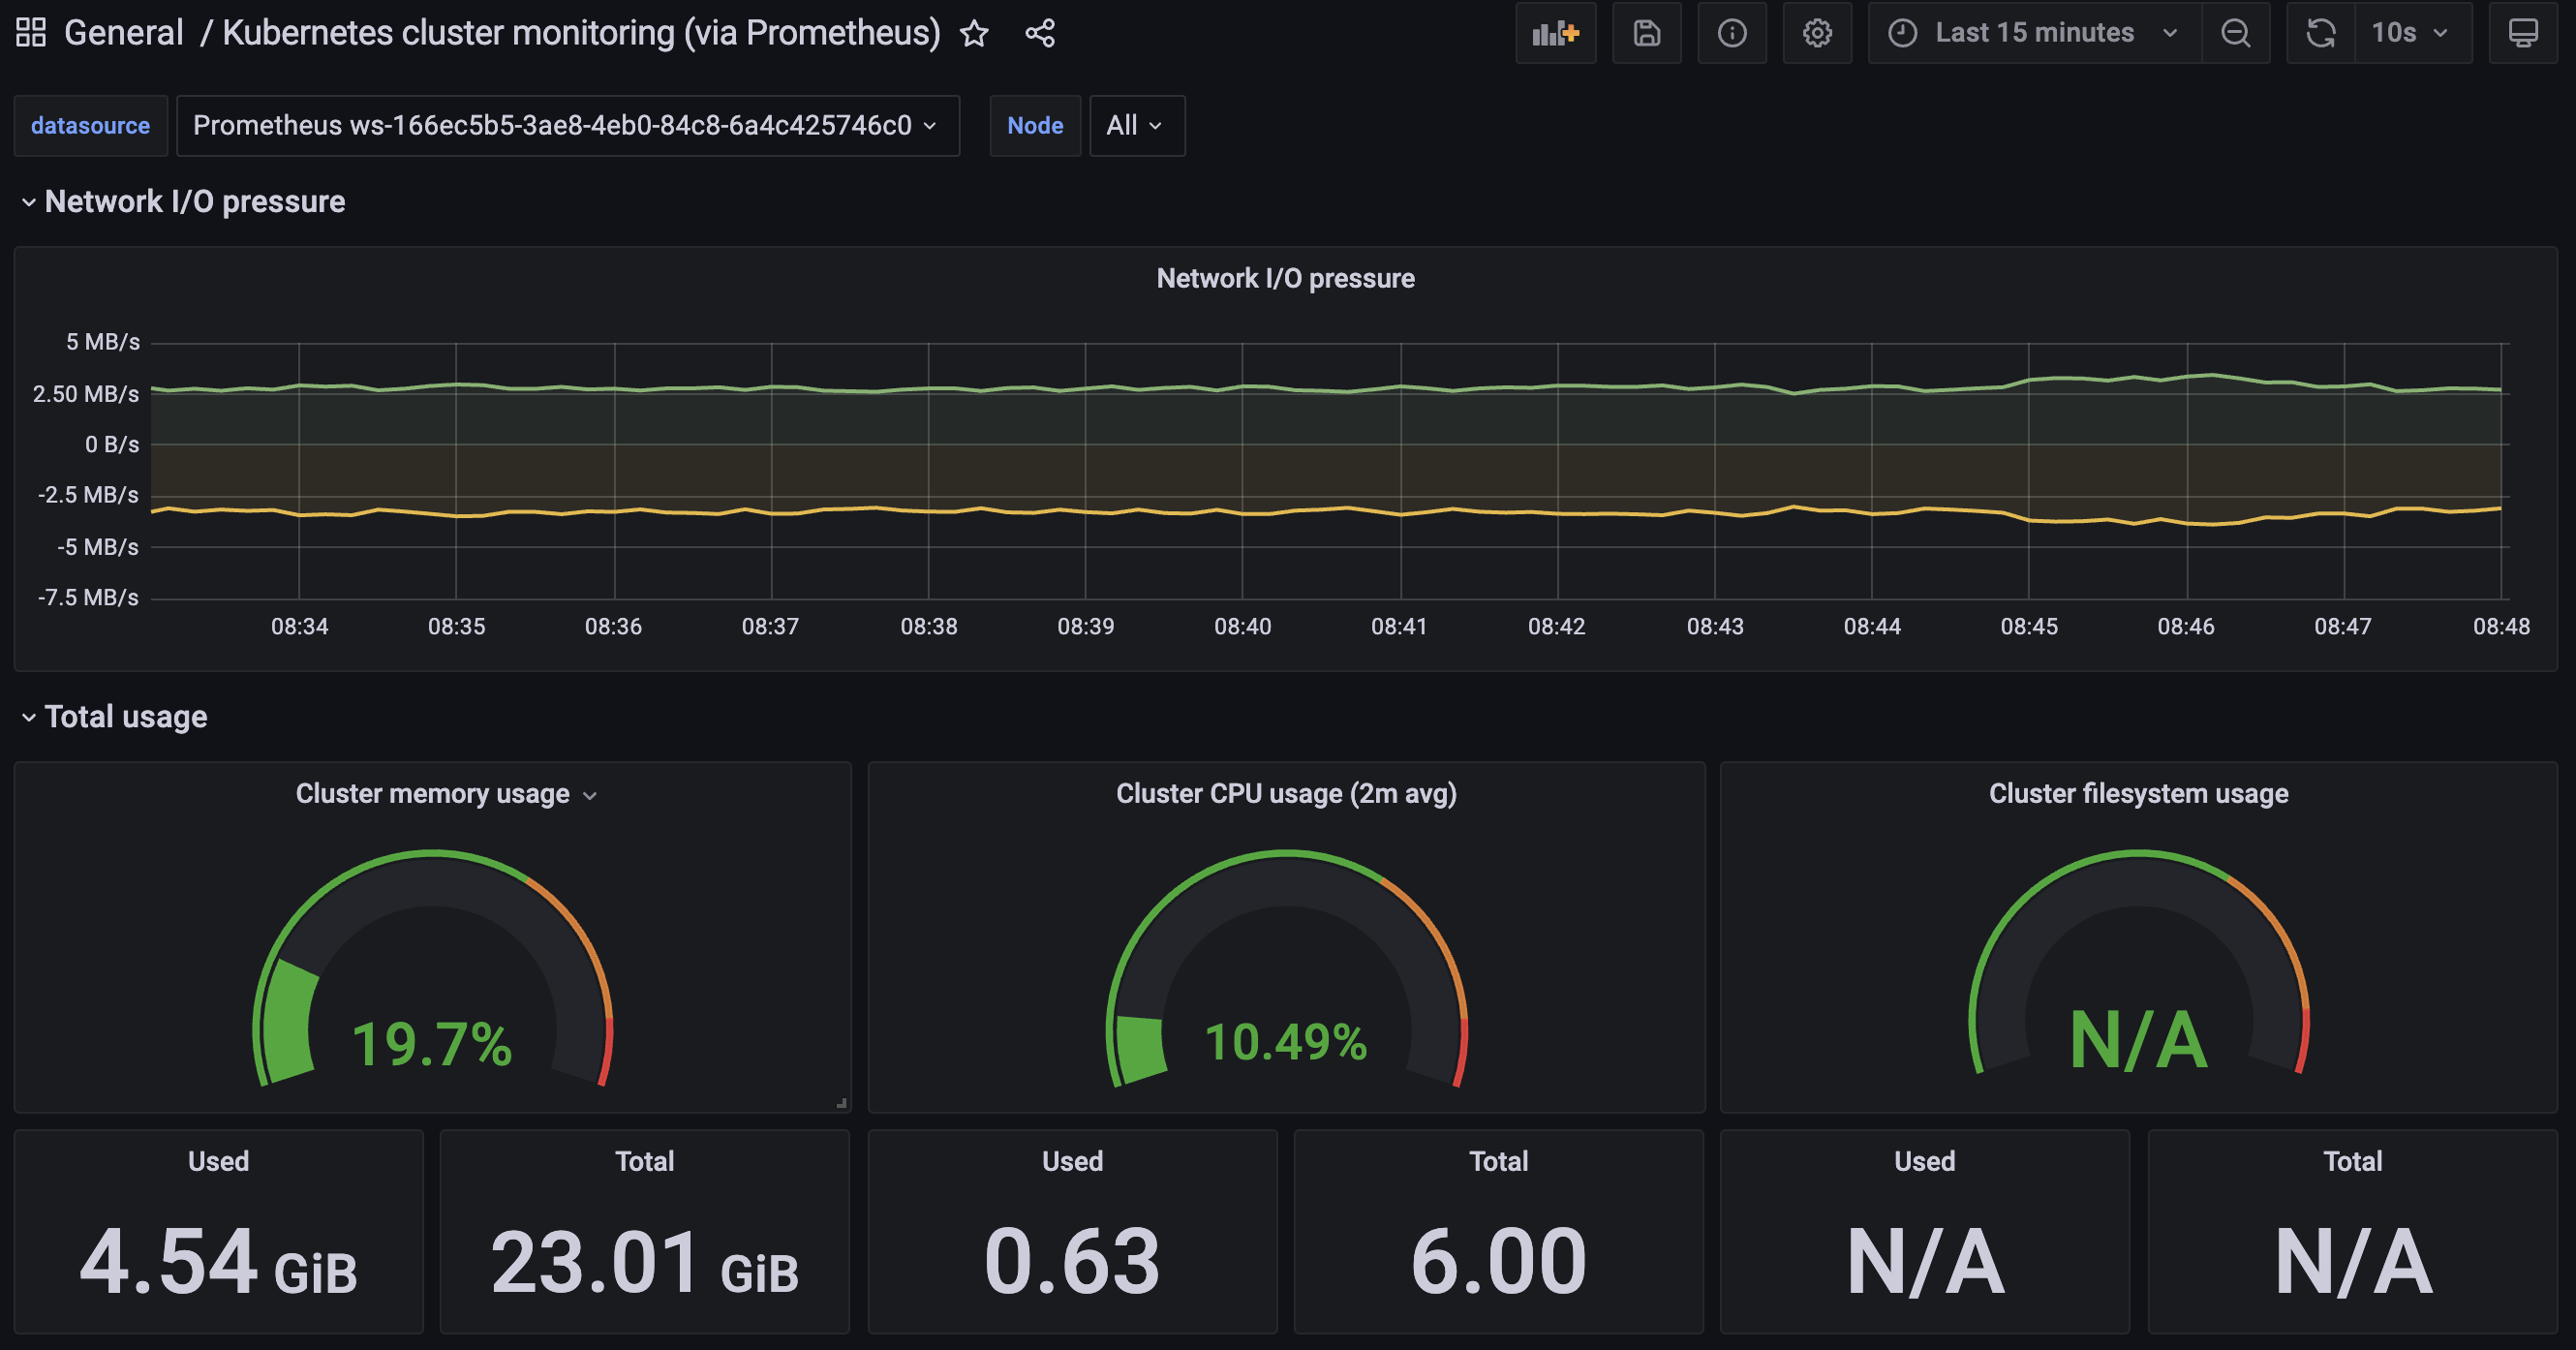 General / Kubernetes cluster monitoring (via Prometheus)
Last 15 minutes
10s
datasource
Prometheus ws-166ec5b5-3ae8-4eb0-84c8-6a4c425746c0
Node
All
Network I/O pressure
Network I/O pressure
5 MB/s
2.50 MB/s
0 B/s
-2.5 MB/s
-5 MB/s
-7.5 MB/s
08:34 08:35 08:36 08:37 08:38 08:39 08:40 08:41 08:42 08:43 08:44 08:45 08:46 08:47 08:48
Total usage
Cluster memory usage
19.7%
Cluster CPU usage (2m avg)
10.49%
Cluster filesystem usage
N/A
Used
4.54 GiB
Total
23.01 GiB
Used
0.63
Total
6.00
Used
N/A
Total
N/A